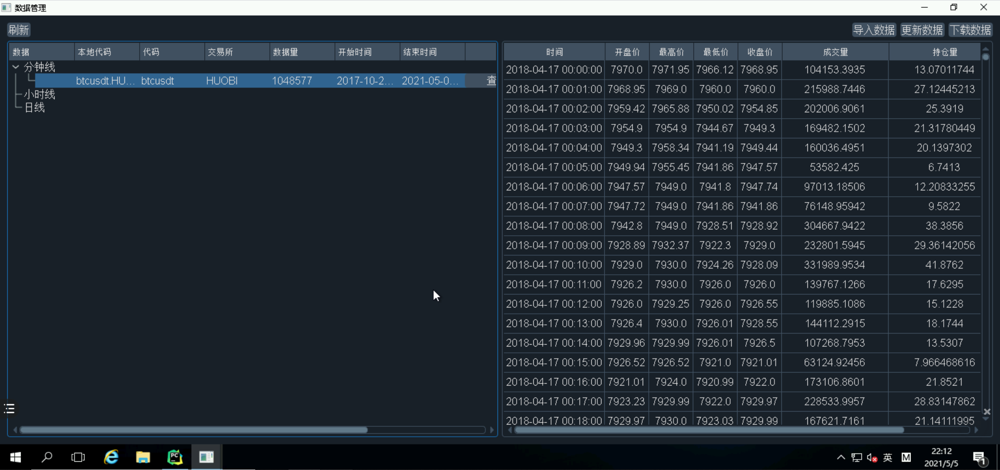 数据管理
刷新
导入数据 更新数据 下载数据
数据 本地代码 代码 交易所 数据量 开始时间 结束时间
分钟线
btcusdt.HU... btcusdt HUOBI 1048577 2017-10-2... 2021-05-0... 查
小时线
日线
时间 开盘价 最高价 最低价 收盘价 成交量 持仓量
2018-04-17 00:00:00 7970.0 7971.95 7966.12 7968.95 104153.3935 13.07011744
2018-04-17 00:01:00 7968.95 7969.0 7960.0 7960.0 215988.7446 27.12445213
2018-04-17 00:02:00 7959.42 7965.88 7950.02 7954.85 202006.9061 25.3919
2018-04-17 00:03:00 7954.9 7954.9 7944.67 7949.3 169482.1502 21.31780449
2018-04-17 00:04:00 7949.3 7958.34 7941.19 7949.44 160036.4951 20.1397302
2018-04-17 00:05:00 7949.94 7955.45 7941.86 7947.57 53582.425 6.7413
2018-04-17 00:06:00 7947.57 7949.0 7941.8 7947.74 97013.18506 12.20833255
2018-04-17 00:07:00 7947.72 7949.0 7941.86 7941.86 76148.95942 9.5822
2018-04-17 00:08:00 7942.8 7949.0 7928.51 7928.92 304667.9422 38.3856
2018-04-17 00:09:00 7928.89 7932.37 7922.3 7929.0 232801.5945 29.36142056
2018-04-17 00:10:00 7929.0 7930.0 7924.26 7928.09 331989.9534 41.8762
2018-04-17 00:11:00 7926.2 7930.0 7926.0 7926.0 139767.1266 17.6295
2018-04-17 00:12:00 7926.0 7929.25 7926.0 7926.55 119885.1086 15.1228
2018-04-17 00:13:00 7926.4 7930.0 7926.01 7928.55 144112.2915 18.1744
2018-04-17 00:14:00 7929.96 7929.99 7926.01 7926.5 107268.7953 13.5307
2018-04-17 00:15:00 7926.52 7926.52 7921.0 7921.01 63124.92456 7.966468616
2018-04-17 00:16:00 7921.01 7924.0 7920.99 7922.0 173106.8601 21.8521
2018-04-17 00:17:00 7923.23 7929.99 7922.0 7929.97 228533.9957 28.83147862
2018-04-17 00:18:00 7929.97 7930.0 7923.03 7929.99 167621.7161 21.14111995
PC 英 M 22:12 1
2021/5/5